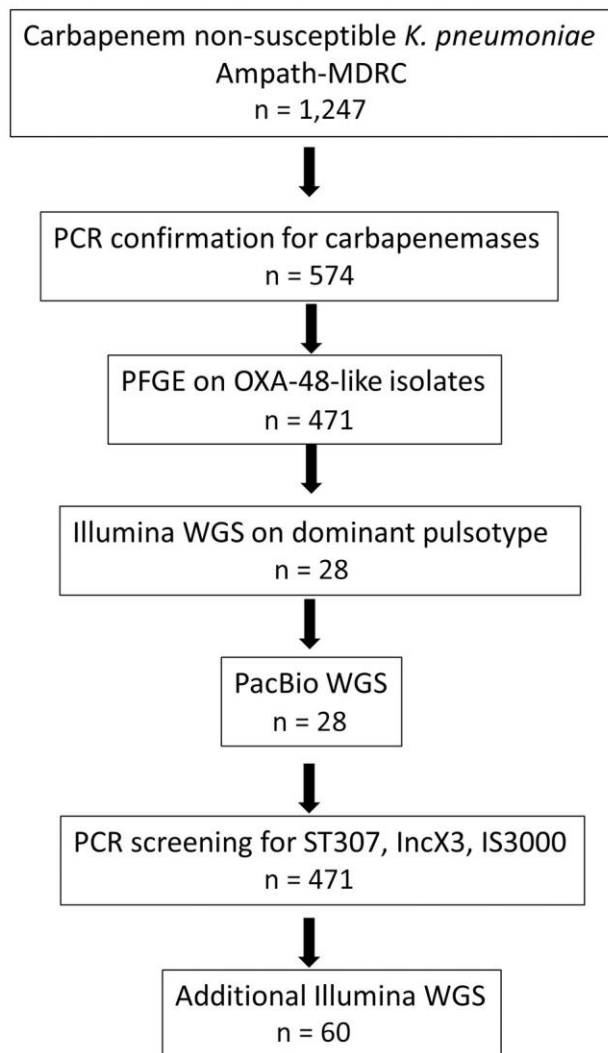 Carbapenem non-susceptible K. pneumoniae
Ampath-MDRC
n = 1,247
PCR confirmation for carbapenemases
n = 574
PFGE on OXA-48-like isolates
n = 471
Illumina WGS on dominant pulsotype
n = 28
PacBio WGS
n = 28
PCR screening for ST307, IncX3, IS3000
n = 471
Additional Illumina WGS
n = 60